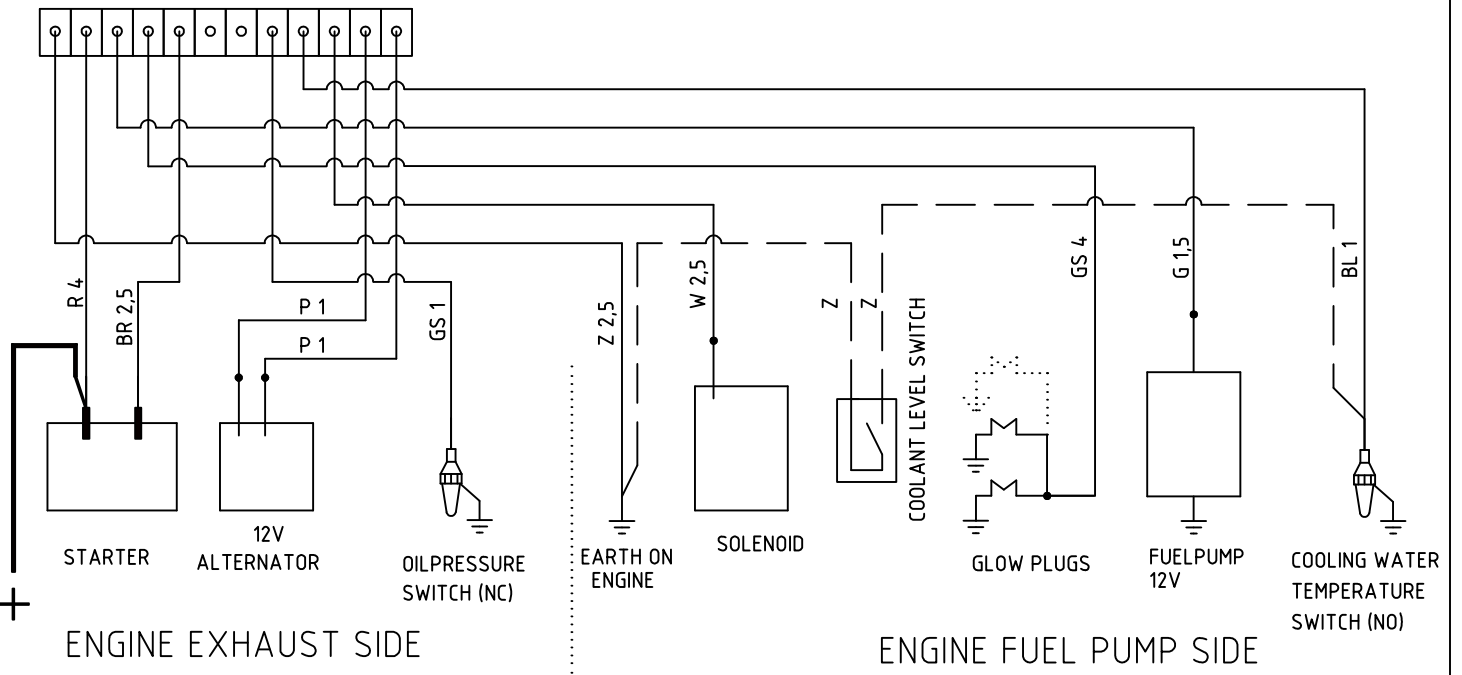 R 4
BR 2,5
P 1
P 1
GS 1
Z 2,5
W 2,5
Z
Z
COOLANT LEVEL SWITCH
GS 4
G 1,5
BL 1
STARTER
12V
ALTERNATOR
OILPRESSURE
SWITCH (NC)
EARTH ON
ENGINE
SOLENOID
GLOW PLUGS
FUELPUMP
12V
COOLING WATER
TEMPERATURE
SWITCH (NO)
+
ENGINE EXHAUST SIDE
ENGINE FUEL PUMP SIDE